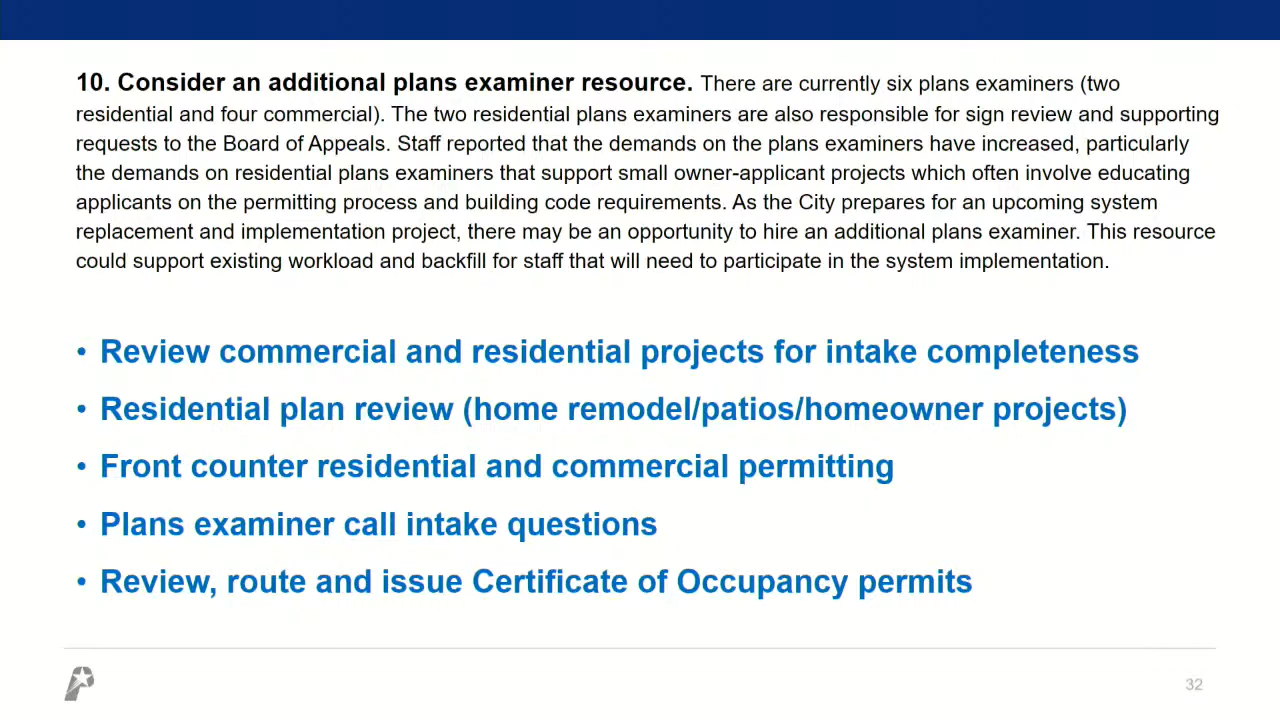 10. Consider an additional plans examiner resource. There are currently six plans examiners (two
residential and four commercial). The two residential plans examiners are also responsible for sign review and supporting
requests to the Board of Appeals. Staff reported that the demands on the plans examiners have increased, particularly
the demands on residential plans examiners that support small owner-applicant projects which often involve educating
applicants on the permitting process and building code requirements. As the City prepares for an upcoming system
replacement and implementation project, there may be an opportunity to hire an additional plans examiner. This resource
could support existing workload and backfill for staff that will need to participate in the system implementation.
• Review commercial and residential projects for intake completeness
• Residential plan review (home remodel/patios/homeowner projects)
• Front counter residential and commercial permitting
• Plans examiner call intake questions
• Review, route and issue Certificate of Occupancy permits
32